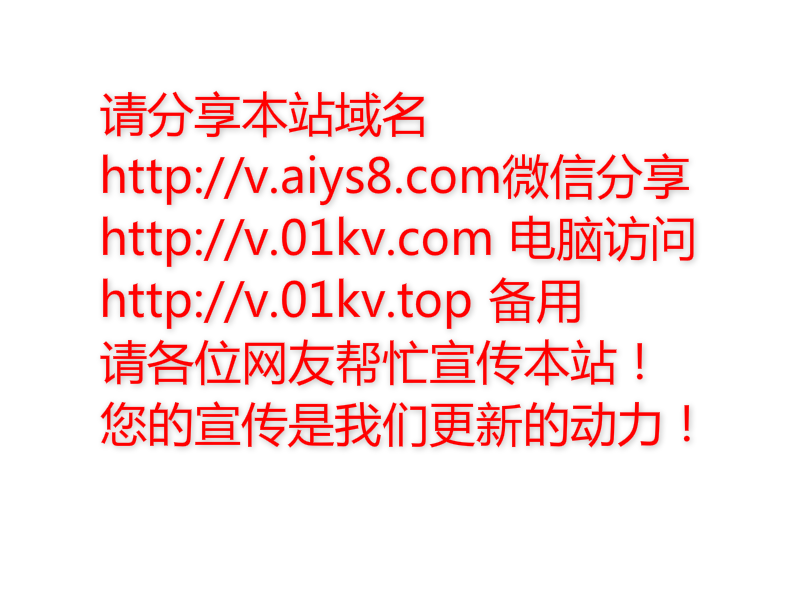 请分享本站域名
http://v.aiys8.com微信分享
http://v.01kv.com 电脑访问
http://v.01kv.top 备用
请各位网友帮忙宣传本站！
您的宣传是我们更新的动力！